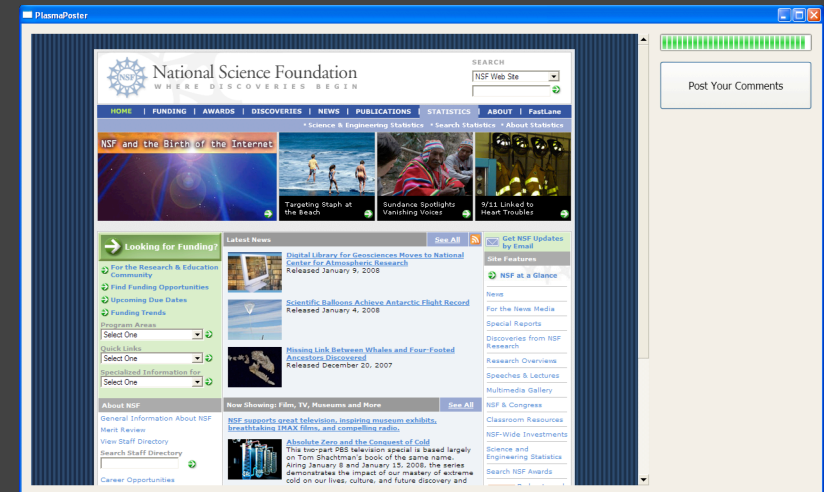 PlasmaPoster
Post Your Comments
NSF
National Science Foundation
WHERE DISCOVERIES BEGIN
SEARCH
NSF Web Site
HOME | FUNDING | AWARDS | DISCOVERIES | NEWS | PUBLICATIONS | STATISTICS | ABOUT | FastLane
• Science & Engineering Statistics • Search Statistics • About Statistics
NSF and the Birth of the Internet
Targeting Staph at
the Beach
Sundance Spotlights
Vanishing Voices
9/11 Linked to
Heart Troubles
Looking for Funding?
For the Research & Education
Community
Find Funding Opportunities
Upcoming Due Dates
Funding Trends
Program Areas
Select One
Quick Links
Select One
Specialized Information for
Select One
About NSF
General Information About NSF
Merit Review
View Staff Directory
Search Staff Directory
Career Opportunities
Latest News
See All
Digital Library for Geosciences Moves to National
Center for Atmospheric Research
Released January 9, 2008
Scientific Balloons Achieve Antarctic Flight Record
Released January 4, 2008
Missing Link Between Whales and Four-Footed
Ancestors Discovered
Released December 20, 2007
Now Showing: Film, TV, Museums and More
See All
NSF supports great television, inspiring museum exhibits,
breathtaking IMAX films, and compelling radio.
Absolute Zero and the Conquest of Cold
This two-part PBS television special is based largely
on Tom Shachtman's book of the same name.
Airing January 8 and January 15, 2008, the series
demonstrates the impact of our mastery of extreme
cold on our lives, culture, and future discovery and
Get NSF Updates
by Email
Site Features
NSF at a Glance
News
For the News Media
Special Reports
Discoveries from NSF
Research
Research Overviews
Speeches & Lectures
Multimedia Gallery
NSF & Congress
Classroom Resources
NSF-Wide Investments
Science and
Engineering Statistics
Search NSF Awards